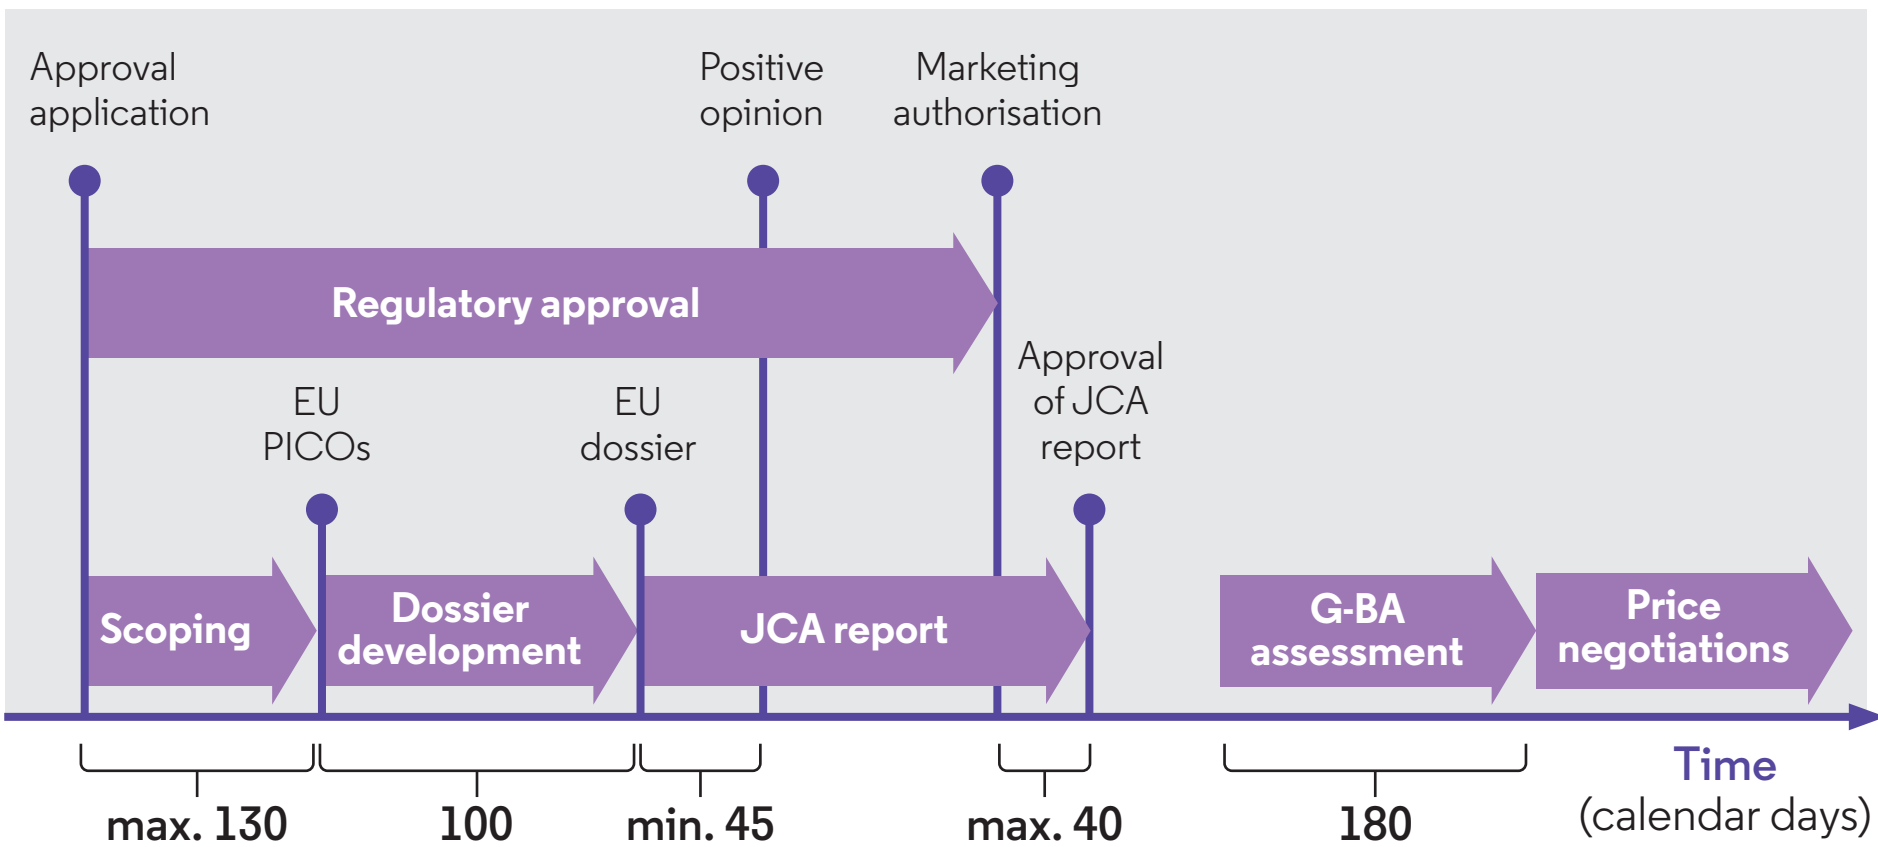 Approval
application
Positive
opinion
Marketing
authorisation
Regulatory approval
Approval
of JCA
report
EU
PICOs
EU
dossier
Scoping
Dossier
development
JCA report
G-BA
assessment
Price
negotiations
max. 130
100
min. 45
max. 40
180
Time
(calendar days)